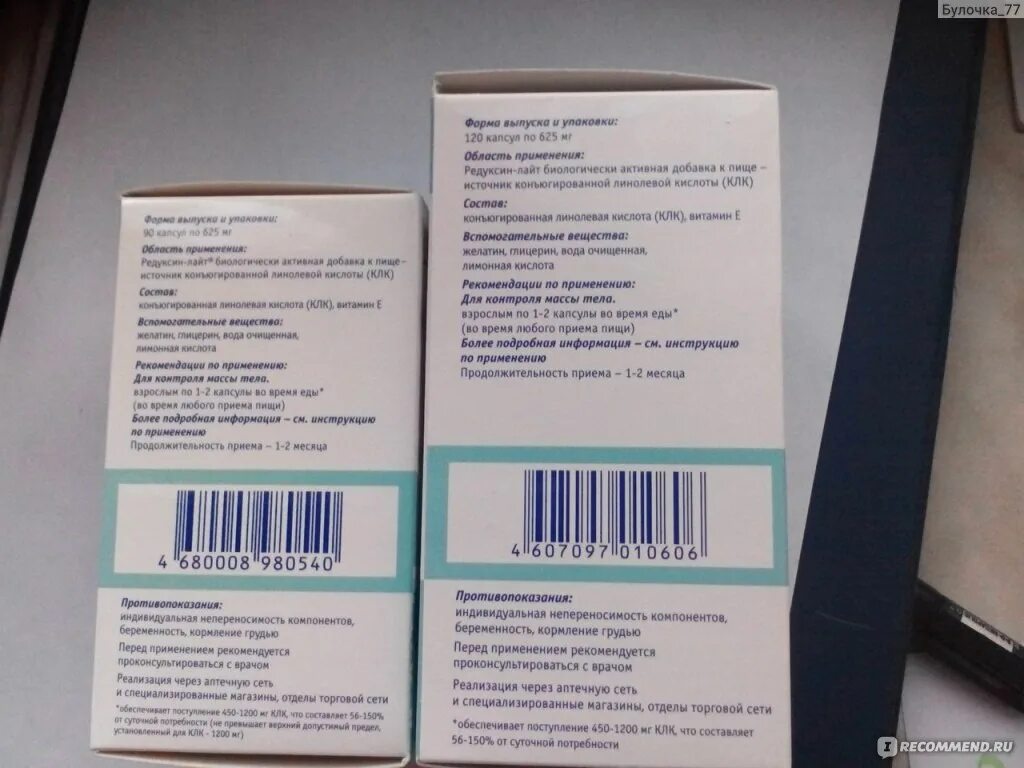 Булочка_77
Форма выпуска и упаковки:
90 капсул по 625 мг
Область применения:
Редуксин-лайт® биологически активная добавка к пище –
источник конъюгированной линолевой кислоты (КЛК)
Состав:
конъюгированная линолевая кислота (КЛК), витамин Е
Вспомогательные вещества:
желатин, глицерин, вода очищенная,
лимонная кислота
Рекомендации по применению:
Для контроля массы тела.
взрослым по 1-2 капсулы во время еды*
(во время любого приема пищи)
Более подробная информация – см. инструкцию
по применению
Продолжительность приема – 1-2 месяца
4 680008 980540
Противопоказания:
индивидуальная непереносимость компонентов,
беременность, кормление грудью
Перед применением рекомендуется
проконсультироваться с врачом
Реализация через аптечную сеть
и специализированные магазины, отделы торговой сети
*обеспечивает поступление 450-1200 мг КЛК, что составляет 56-150%
от суточной потребности (не превышает верхний допустимый предел,
установленный для КЛК - 1200 мг)
Форма выпуска и упаковки:
120 капсул по 625 мг
Область применения:
Редуксин-лайт биологически активная добавка к пище –
источник конъюгированной линолевой кислоты (КЛК)
Состав:
конъюгированная линолевая кислота (КЛК), витамин Е
Вспомогательные вещества:
желатин, глицерин, вода очищенная,
лимонная кислота
Рекомендации по применению:
Для контроля массы тела.
взрослым по 1-2 капсулы во время еды*
(во время любого приема пищи)
Более подробная информация – см. инструкцию
по применению
Продолжительность приема – 1-2 месяца
4 607097 010606
Противопоказания:
индивидуальная непереносимость компонентов,
беременность, кормление грудью
Перед применением рекомендуется
проконсультироваться с врачом
Реализация через аптечную сеть
и специализированные магазины, отделы торговой сети
*обеспечивает поступление 450-1200 мг КЛК, что составляет
56-150% от суточной потребности
IRECOMMEND.RU